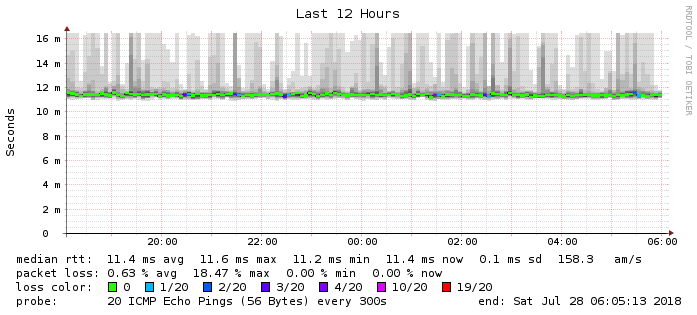 Last 12 Hours
RRDTOOL / TOBI OETIKER
Seconds
16 m
14 m
12 m
10 m
8 m
6 m
4 m
2 m
0
20:00 22:00 00:00 02:00 04:00 06:00
median rtt: 11.4 ms avg 11.6 ms max 11.2 ms min 11.4 ms now 0.1 ms sd 158.3 am/s
packet loss: 0.63 % avg 18.47 % max 0.00 % min 0.00 % now
loss color: 0 1/20 2/20 3/20 4/20 10/20 19/20
probe: 20 ICMP Echo Pings (56 Bytes) every 300s end: Sat Jul 28 06:05:13 2018